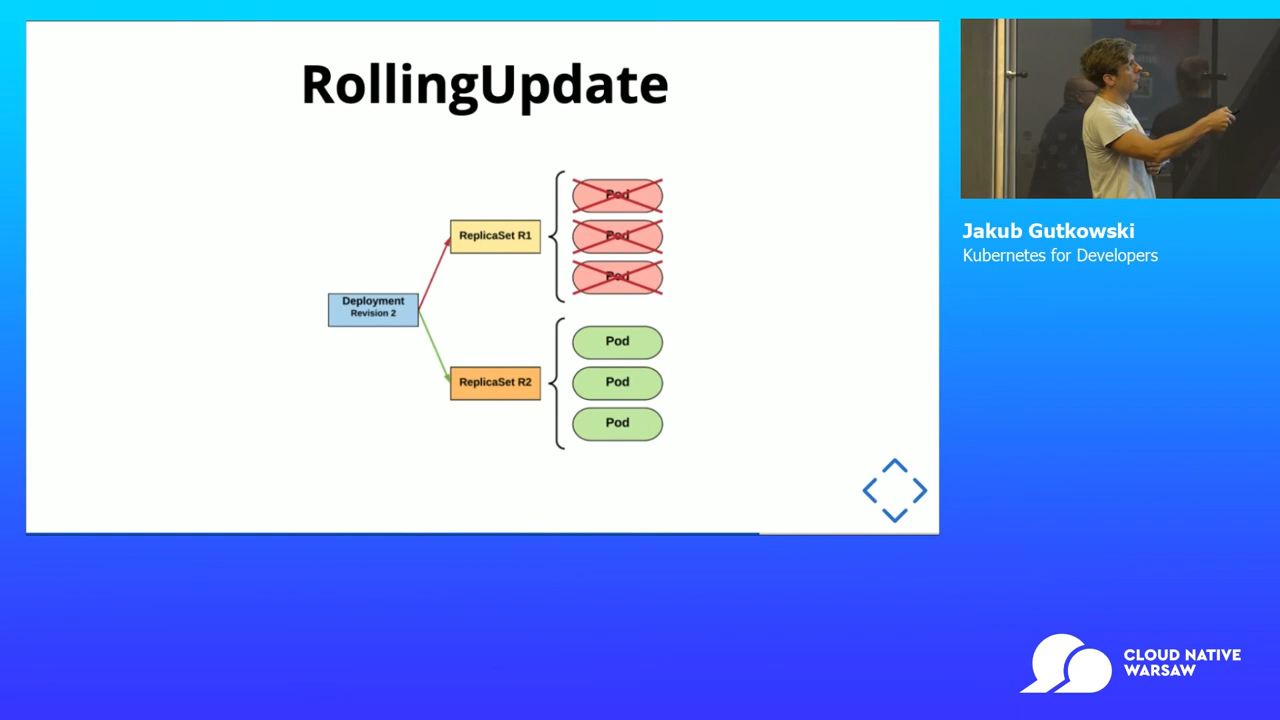 RollingUpdate
ReplicaSet R1
Pod
Pod
Pod
Deployment
Revision 2
ReplicaSet R2
Pod
Pod
Pod
Jakub Gutkowski
Kubernetes for Developers
CLOUD NATIVE
WARSAW